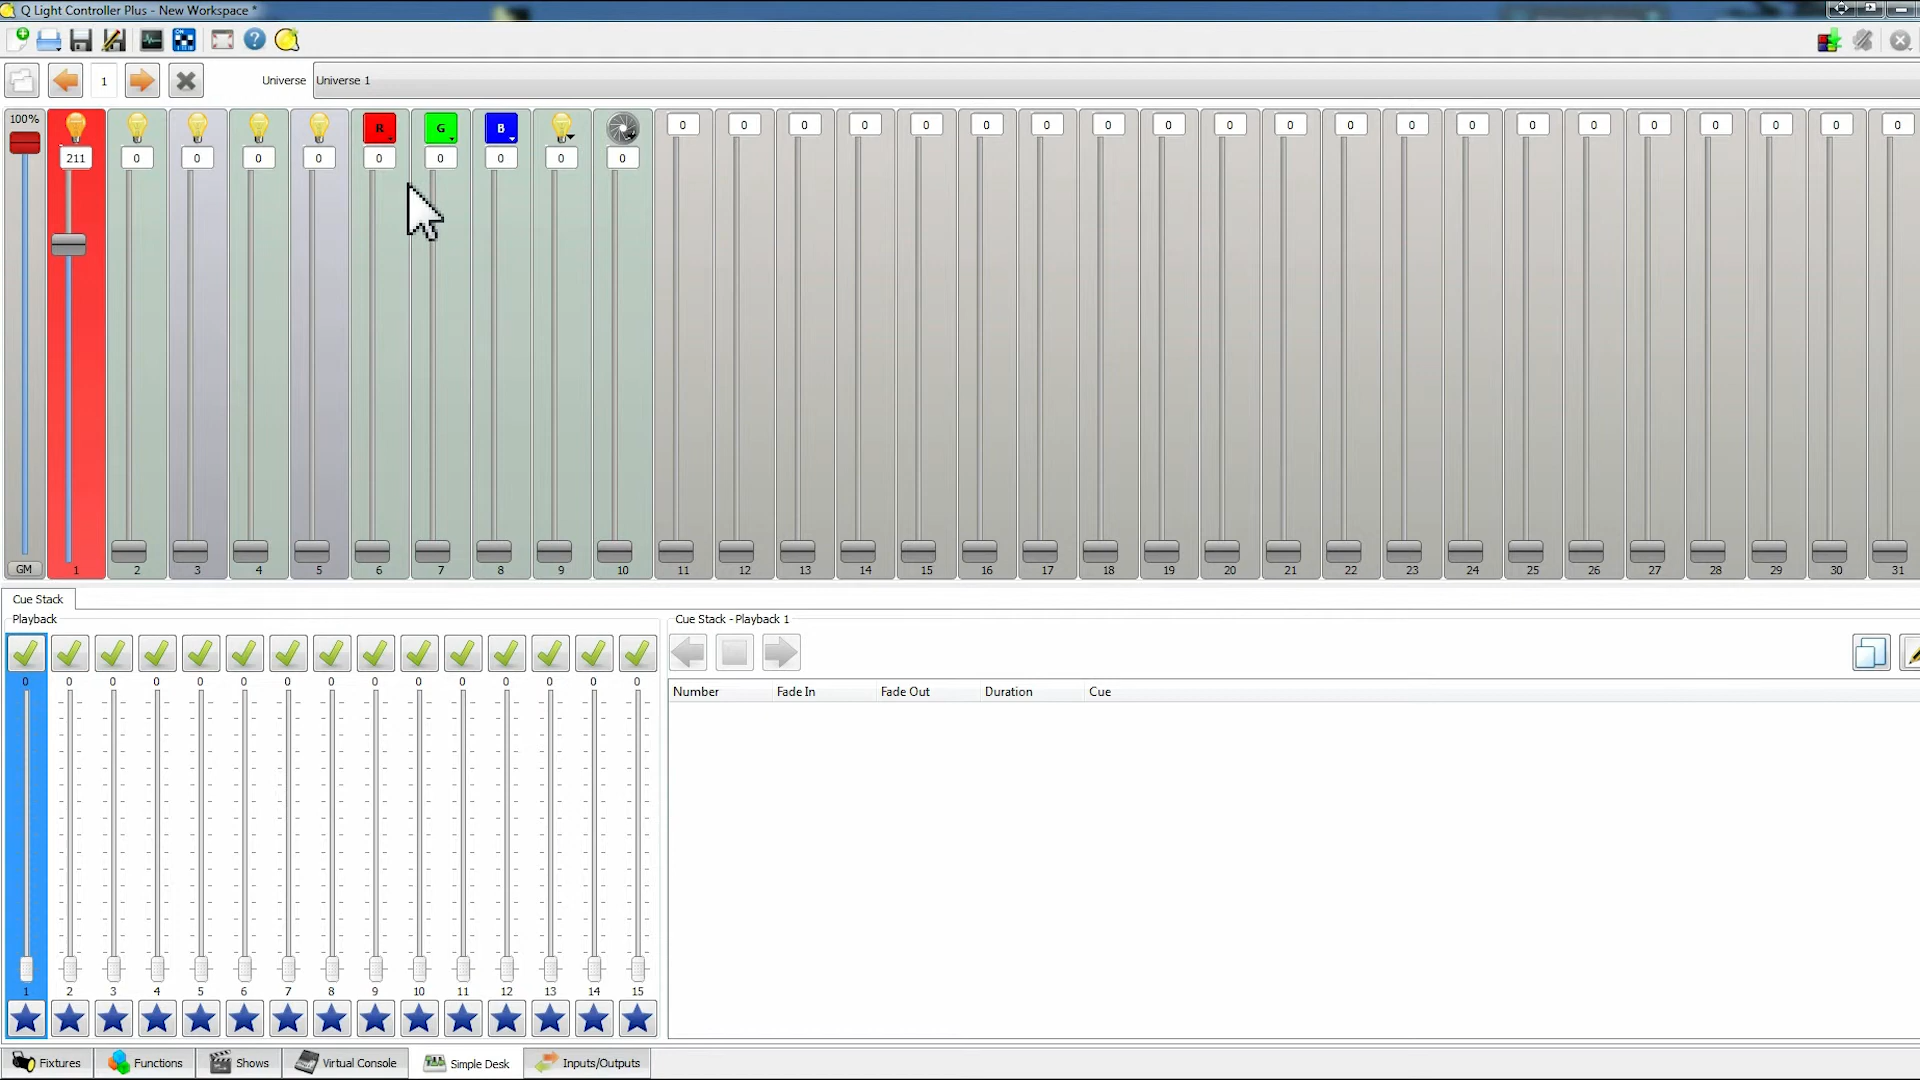 Q Light Controller Plus - New Workspace *
1 Universe Universe 1
100%
R G B 0 0 0 0 0 0 0 0 0 0 0 0 0 0 0 0 0 0 0 0 0
211 0 0 0 0 0 0 0 0 0
GM 1 2 3 4 5 6 7 8 9 10 11 12 13 14 15 16 17 18 19 20 21 22 23 24 25 26 27 28 29 30 31
Cue Stack
Playback
0 0 0 0 0 0 0 0 0 0 0 0 0 0 0
1 2 3 4 5 6 7 8 9 10 11 12 13 14 15
Cue Stack - Playback 1
Number Fade In Fade Out Duration Cue
Fixtures Functions Shows Virtual Console Simple Desk Inputs/Outputs